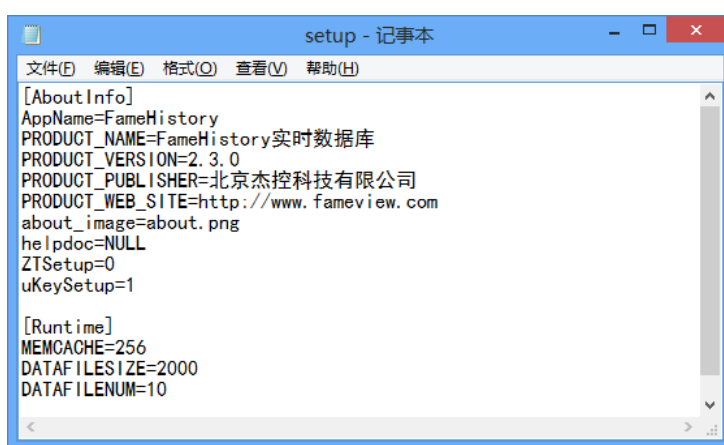 setup - 记事本
文件(F) 编辑(E) 格式(O) 查看(V) 帮助(H)
[AboutInfo]
AppName=FameHistory
PRODUCT_NAME=FameHistory实时数据库
PRODUCT_VERSION=2.3.0
PRODUCT_PUBLISHER=北京杰控科技有限公司
PRODUCT_WEB_SITE=http://www.fameview.com
about_image=about.png
helpdoc=NULL
ZTSetup=0
uKeySetup=1
[Runtime]
MEMCACHE=256
DATAFILESIZE=2000
DATAFILENUM=10